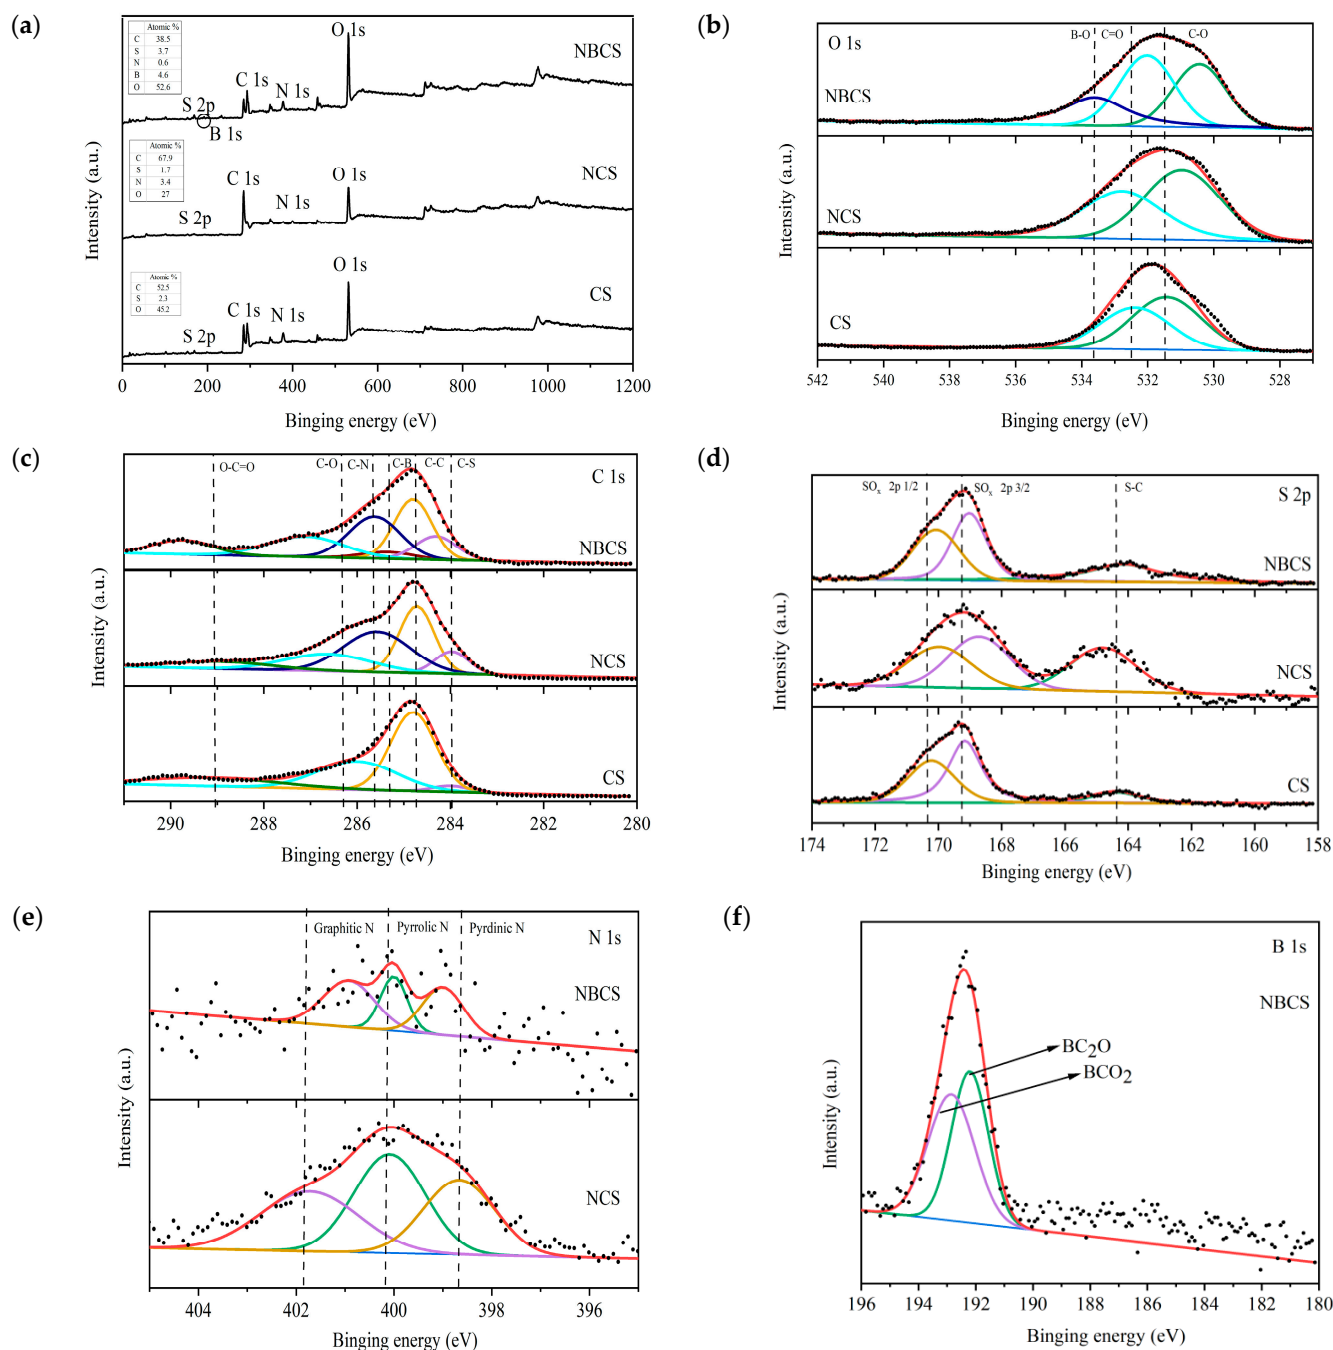 (a)
Atomic %
C 38.5
S 3.7
N 0.6
B 4.6
O 52.6
O 1s
NBCS
C 1s
N 1s
S 2p
B 1s
Atomic %
C 67.9
S 1.7
N 3.4
O 27
C 1s
O 1s
NCS
N 1s
S 2p
Atomic %
C 52.5
S 2.3
O 45.2
O 1s
C 1s
N 1s
CS
S 2p
Intensity (a.u.)
0 200 400 600 800 1000 1200
Binging energy (eV)
(b)
B-O C=O C-O
O 1s
NBCS
NCS
CS
Intensity (a.u.)
542 540 538 536 534 532 530 528
Binging energy (eV)
(c)
O-C=O C-O C-N C-B C-C C-S
C 1s
NBCS
NCS
CS
Intensity (a.u.)
290 288 286 284 282 280
Binging energy (eV)
(d)
SOx 2p 1/2 SOx 2p 3/2 S-C
S 2p
NBCS
NCS
CS
Intensity (a.u.)
174 172 170 168 166 164 162 160 158
Binging energy (eV)
(e)
Graphitic N Pyrrolic N Pyrdinic N
N 1s
NBCS
NCS
Intensity (a.u.)
404 402 400 398 396
Binging energy (eV)
(f)
B 1s
NBCS
BC2O
BCO2
Intensity (a.u.)
196 194 192 190 188 186 184 182 180
Binging energy (eV)